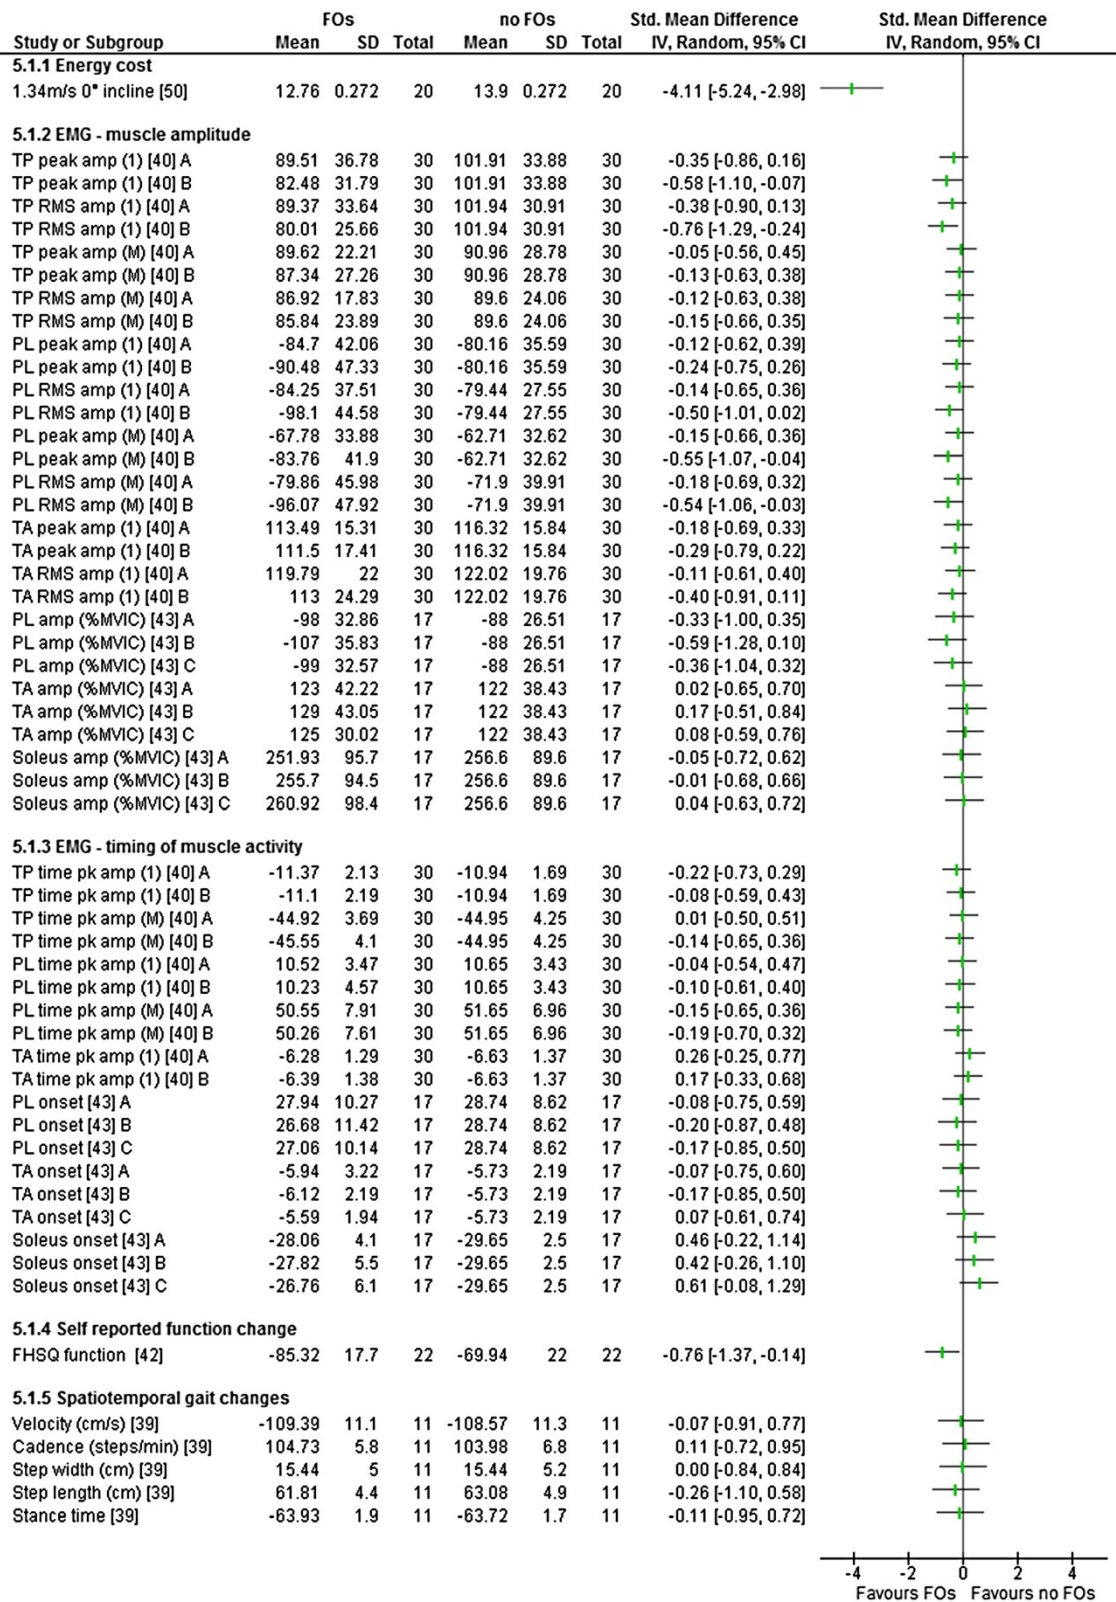 FOs no FOs Std. Mean Difference Std. Mean Difference
Study or Subgroup Mean SD Total Mean SD Total IV, Random, 95% CI IV, Random, 95% CI
5.1.1 Energy cost
1.34m/s 0° incline [50] 12.76 0.272 20 13.9 0.272 20 -4.11 [-5.24, -2.98]
5.1.2 EMG - muscle amplitude
TP peak amp (1) [40] A 89.51 36.78 30 101.91 33.88 30 -0.35 [-0.86, 0.16]
TP peak amp (1) [40] B 82.48 31.79 30 101.91 33.88 30 -0.58 [-1.10, -0.07]
TP RMS amp (1) [40] A 89.37 33.64 30 101.94 30.91 30 -0.38 [-0.90, 0.13]
TP RMS amp (1) [40] B 80.01 25.66 30 101.94 30.91 30 -0.76 [-1.29, -0.24]
TP peak amp (M) [40] A 89.62 22.21 30 90.96 28.78 30 -0.05 [-0.56, 0.45]
TP peak amp (M) [40] B 87.34 27.26 30 90.96 28.78 30 -0.13 [-0.63, 0.38]
TP RMS amp (M) [40] A 86.92 17.83 30 89.6 24.06 30 -0.12 [-0.63, 0.38]
TP RMS amp (M) [40] B 85.84 23.89 30 89.6 24.06 30 -0.15 [-0.66, 0.35]
PL peak amp (1) [40] A -84.7 42.06 30 -80.16 35.59 30 -0.12 [-0.62, 0.39]
PL peak amp (1) [40] B -90.48 47.33 30 -80.16 35.59 30 -0.24 [-0.75, 0.26]
PL RMS amp (1) [40] A -84.25 37.51 30 -79.44 27.55 30 -0.14 [-0.65, 0.36]
PL RMS amp (1) [40] B -98.1 44.58 30 -79.44 27.55 30 -0.50 [-1.01, 0.02]
PL peak amp (M) [40] A -67.78 33.88 30 -62.71 32.62 30 -0.15 [-0.66, 0.36]
PL peak amp (M) [40] B -83.76 41.9 30 -62.71 32.62 30 -0.55 [-1.07, -0.04]
PL RMS amp (M) [40] A -79.86 45.98 30 -71.9 39.91 30 -0.18 [-0.69, 0.32]
PL RMS amp (M) [40] B -96.07 47.92 30 -71.9 39.91 30 -0.54 [-1.06, -0.03]
TA peak amp (1) [40] A 113.49 15.31 30 116.32 15.84 30 -0.18 [-0.69, 0.33]
TA peak amp (1) [40] B 111.5 17.41 30 116.32 15.84 30 -0.29 [-0.79, 0.22]
TA RMS amp (1) [40] A 119.79 22 30 122.02 19.76 30 -0.11 [-0.61, 0.40]
TA RMS amp (1) [40] B 113 24.29 30 122.02 19.76 30 -0.40 [-0.91, 0.11]
PL amp (%MVIC) [43] A -98 32.86 17 -88 26.51 17 -0.33 [-1.00, 0.35]
PL amp (%MVIC) [43] B -107 35.83 17 -88 26.51 17 -0.59 [-1.28, 0.10]
PL amp (%MVIC) [43] C -99 32.57 17 -88 26.51 17 -0.36 [-1.04, 0.32]
TA amp (%MVIC) [43] A 123 42.22 17 122 38.43 17 0.02 [-0.65, 0.70]
TA amp (%MVIC) [43] B 129 43.05 17 122 38.43 17 0.17 [-0.51, 0.84]
TA amp (%MVIC) [43] C 125 30.02 17 122 38.43 17 0.08 [-0.59, 0.76]
Soleus amp (%MVIC) [43] A 251.93 95.7 17 256.6 89.6 17 -0.05 [-0.72, 0.62]
Soleus amp (%MVIC) [43] B 255.7 94.5 17 256.6 89.6 17 -0.01 [-0.68, 0.66]
Soleus amp (%MVIC) [43] C 260.92 98.4 17 256.6 89.6 17 0.04 [-0.63, 0.72]
5.1.3 EMG - timing of muscle activity
TP time pk amp (1) [40] A -11.37 2.13 30 -10.94 1.69 30 -0.22 [-0.73, 0.29]
TP time pk amp (1) [40] B -11.1 2.19 30 -10.94 1.69 30 -0.08 [-0.59, 0.43]
TP time pk amp (M) [40] A -44.92 3.69 30 -44.95 4.25 30 0.01 [-0.50, 0.51]
TP time pk amp (M) [40] B -45.55 4.1 30 -44.95 4.25 30 -0.14 [-0.65, 0.36]
PL time pk amp (1) [40] A 10.52 3.47 30 10.65 3.43 30 -0.04 [-0.54, 0.47]
PL time pk amp (1) [40] B 10.23 4.57 30 10.65 3.43 30 -0.10 [-0.61, 0.40]
PL time pk amp (M) [40] A 50.55 7.91 30 51.65 6.96 30 -0.15 [-0.65, 0.36]
PL time pk amp (M) [40] B 50.26 7.61 30 51.65 6.96 30 -0.19 [-0.70, 0.32]
TA time pk amp (1) [40] A -6.28 1.29 30 -6.63 1.37 30 0.26 [-0.25, 0.77]
TA time pk amp (1) [40] B -6.39 1.38 30 -6.63 1.37 30 0.17 [-0.33, 0.68]
PL onset [43] A 27.94 10.27 17 28.74 8.62 17 -0.08 [-0.75, 0.59]
PL onset [43] B 26.68 11.42 17 28.74 8.62 17 -0.20 [-0.87, 0.48]
PL onset [43] C 27.06 10.14 17 28.74 8.62 17 -0.17 [-0.85, 0.50]
TA onset [43] A -5.94 3.22 17 -5.73 2.19 17 -0.07 [-0.75, 0.60]
TA onset [43] B -6.12 2.19 17 -5.73 2.19 17 -0.17 [-0.85, 0.50]
TA onset [43] C -5.59 1.94 17 -5.73 2.19 17 0.07 [-0.61, 0.74]
Soleus onset [43] A -28.06 4.1 17 -29.65 2.5 17 0.46 [-0.22, 1.14]
Soleus onset [43] B -27.82 5.5 17 -29.65 2.5 17 0.42 [-0.26, 1.10]
Soleus onset [43] C -26.76 6.1 17 -29.65 2.5 17 0.61 [-0.08, 1.29]
5.1.4 Self reported function change
FHSQ function [42] -85.32 17.7 22 -69.94 22 22 -0.76 [-1.37, -0.14]
5.1.5 Spatiotemporal gait changes
Velocity (cm/s) [39] -109.39 11.1 11 -108.57 11.3 11 -0.07 [-0.91, 0.77]
Cadence (steps/min) [39] 104.73 5.8 11 103.98 6.8 11 0.11 [-0.72, 0.95]
Step width (cm) [39] 15.44 5 11 15.44 5.2 11 0.00 [-0.84, 0.84]
Step length (cm) [39] 61.81 4.4 11 63.08 4.9 11 -0.26 [-1.10, 0.58]
Stance time [39] -63.93 1.9 11 -63.72 1.7 11 -0.11 [-0.95, 0.72]
-4 -2 0 2 4
Favours FOs Favours no FOs